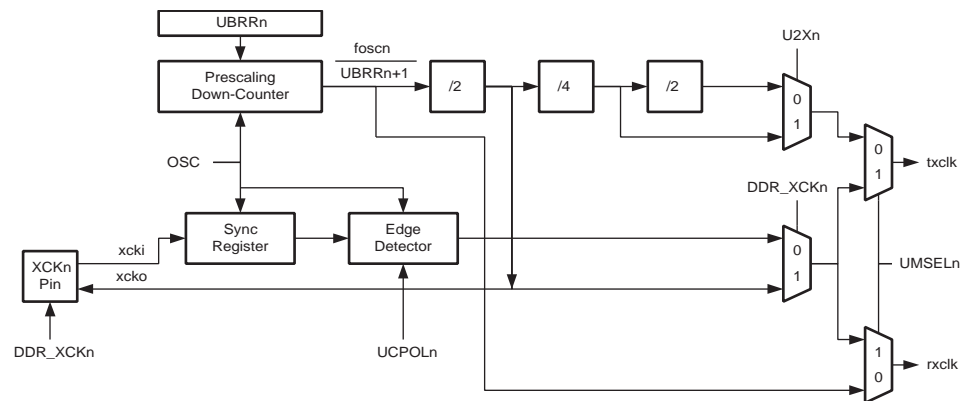 UBRRn
foscn
U2Xn
Prescaling
Down-Counter
UBRRn+1
/2
/4
/2
0
1
OSC
0
1
txclk
DDR_XCKn
Sync
Register
Edge
Detector
xcki
0
1
XCKn
Pin
xcko
UMSELn
DDR_XCKn
UCPOLn
1
0
rxclk